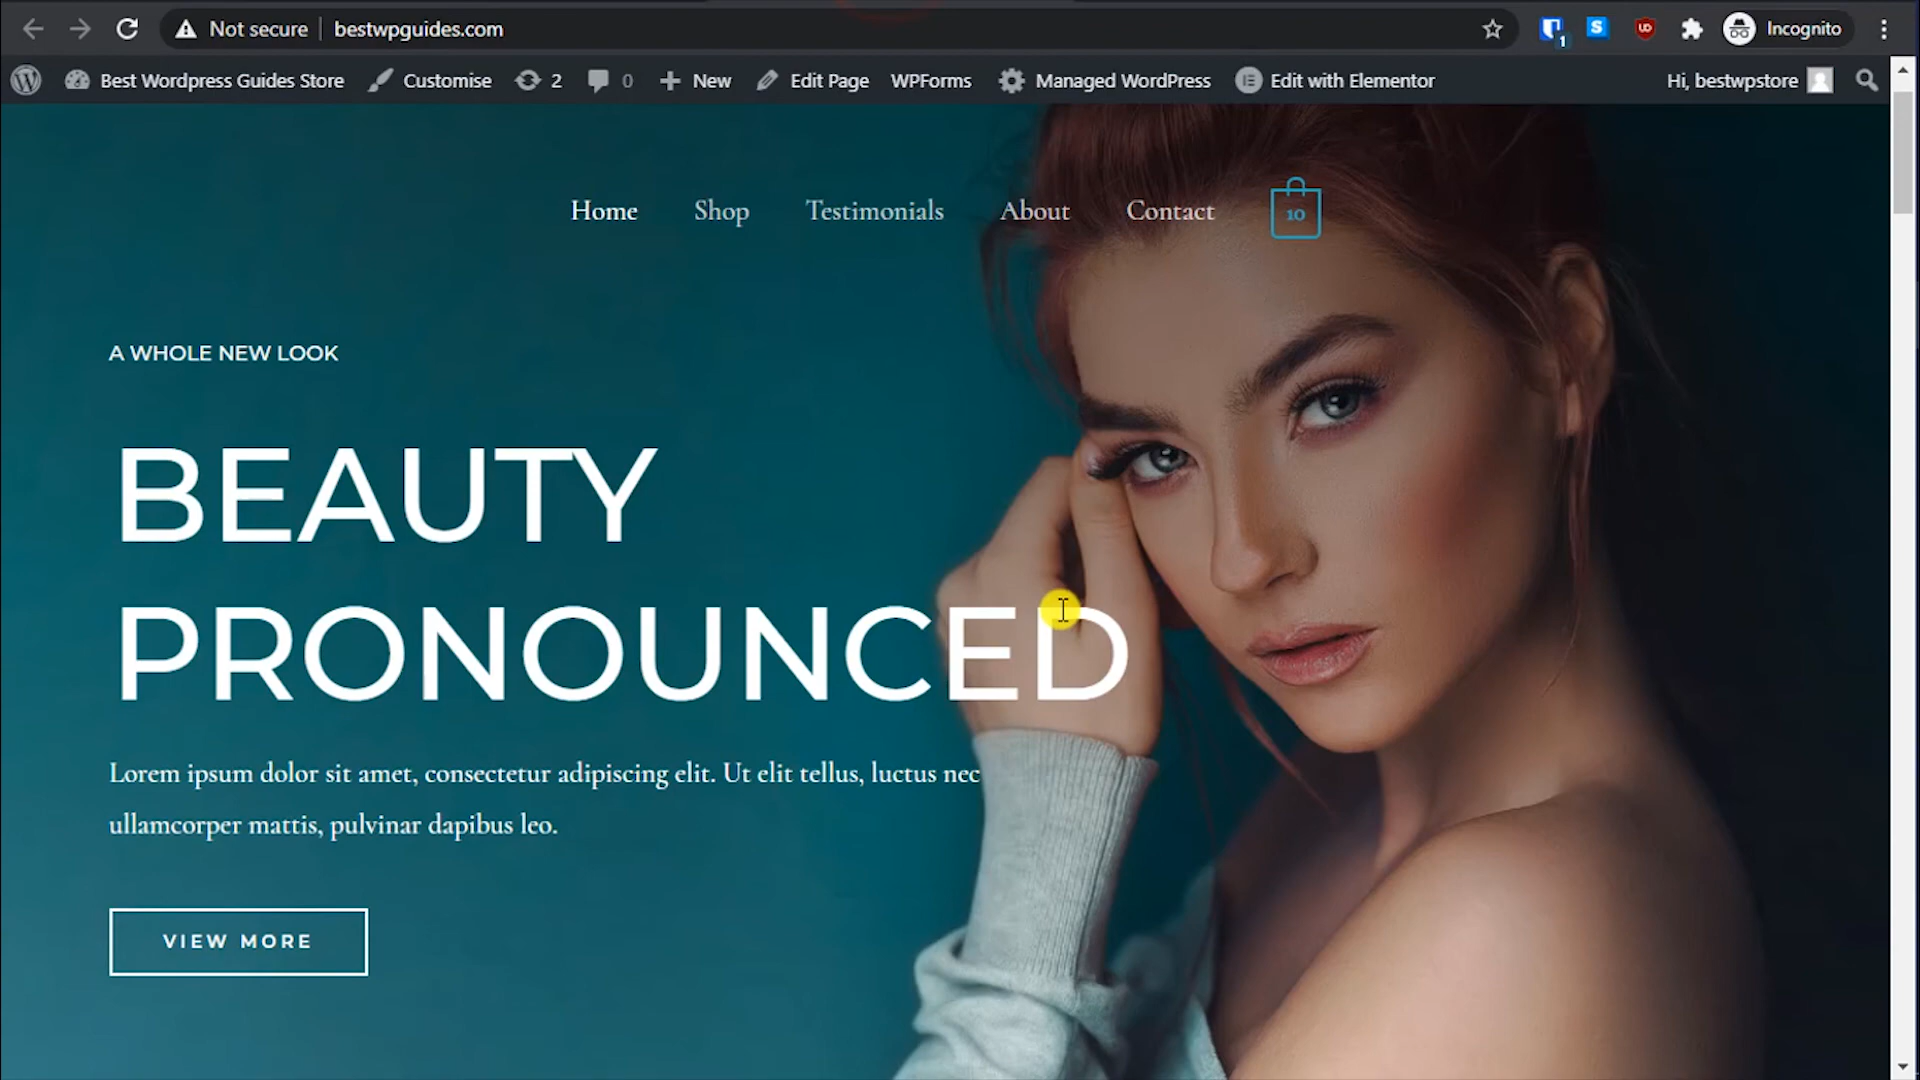 Not secure | bestwpguides.com
1
S
UD
Incognito
Best Wordpress Guides Store
Customise
2
0
New
Edit Page
WPForms
Managed WordPress
Edit with Elementor
Hi, bestwpstore
Home
Shop
Testimonials
About
Contact
10
A WHOLE NEW LOOK
BEAUTY
PRONOUNCED
Lorem ipsum dolor sit amet, consectetur adipiscing elit. Ut elit tellus, luctus nec
ullamcorper mattis, pulvinar dapibus leo.
VIEW MORE